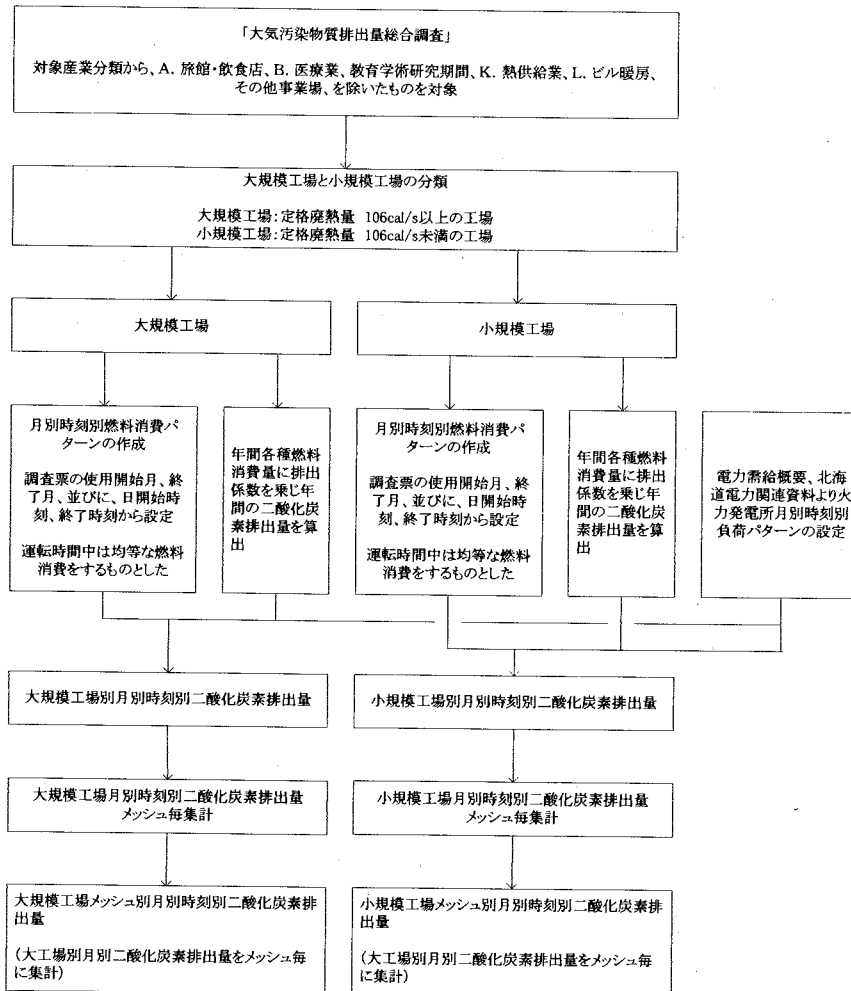 「大気汚染物質排出量総合調査」
対象産業分類から、A. 旅館・飲食店、B. 医療業、教育学術研究期間、K. 熱供給業、L. ビル暖房、
その他事業場、を除いたものを対象
大規模工場と小規模工場の分類
大規模工場：定格廃熱量 106cal/s以上の工場
小規模工場：定格廃熱量 106cal/s未満の工場
大規模工場
小規模工場
月別時刻別燃料消費パ
ターンの作成
調査票の使用開始月、終
了月、並びに、日開始時
刻、終了時刻から設定
運転時間中は均等な燃料
消費をするものとした
年間各種燃料
消費量に排出
係数を乗じ年
間の二酸化炭
素排出量を算
出
月別時刻別燃料消費パ
ターンの作成
調査票の使用開始月、終
了月、並びに、日開始時
刻、終了時刻から設定
運転時間中は均等な燃料
消費をするものとした
年間各種燃料
消費量に排出
係数を乗じ年
間の二酸化炭
素排出量を算
出
電力需給概要、北海
道電力関連資料より火
力発電所月別時刻別
負荷パターンの設定
大規模工場別月別時刻別二酸化炭素排出量
小規模工場別月別時刻別二酸化炭素排出量
大規模工場月別時刻別二酸化炭素排出量
メッシュ毎集計
小規模工場月別時刻別二酸化炭素排出量
メッシュ毎集計
大規模工場メッシュ別月別時刻別二酸化炭素排
出量
(大工場別月別二酸化炭素排出量をメッシュ毎
に集計)
小規模工場メッシュ別月別時刻別二酸化炭素排
出量
(大工場別月別二酸化炭素排出量をメッシュ毎
に集計)